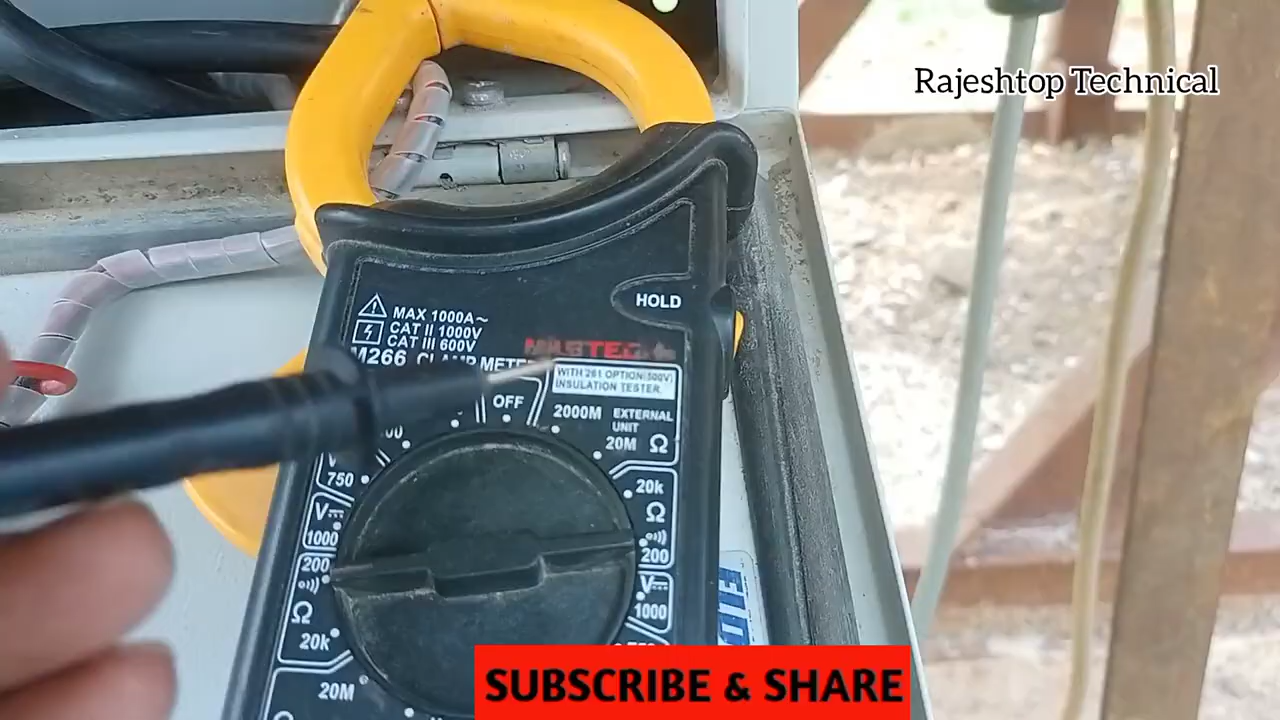 Rajeshtop Technical
HOLD
MAX 1000A~
CAT II 1000V
CAT III 600V
M266 CLAMP METER
WITH 261 OPTION(500V)
INSULATION TESTER
OFF
2000M
EXTERNAL
UNIT
20M Ω
20k
Ω
200
V
1000
V
750
V
1000
200
Ω
20k
20M
SUBSCRIBE & SHARE